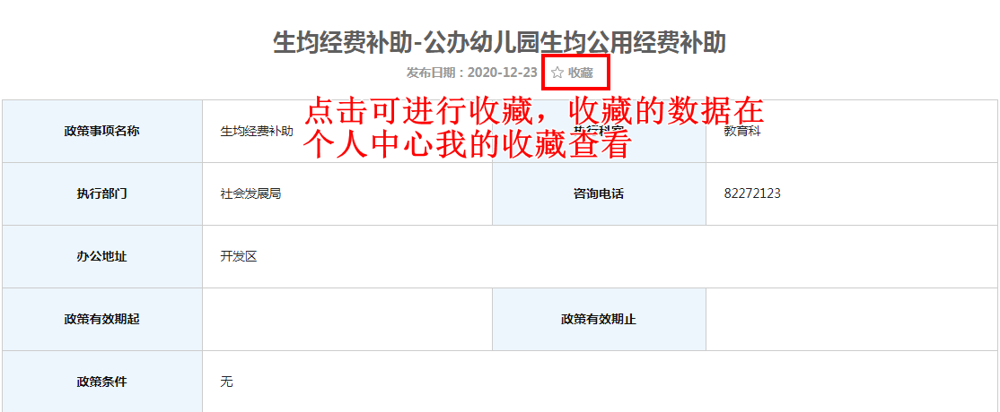 生均经费补助-公办幼儿园生均公用经费补助
发布日期：2020-12-23 ☆ 收藏
点击可进行收藏，收藏的数据在
个人中心我的收藏查看
政策事项名称 生均经费补助 执行科室 教育科
执行部门 社会发展局 咨询电话 82272123
办公地址 开发区
政策有效期起 政策有效期止
政策条件 无